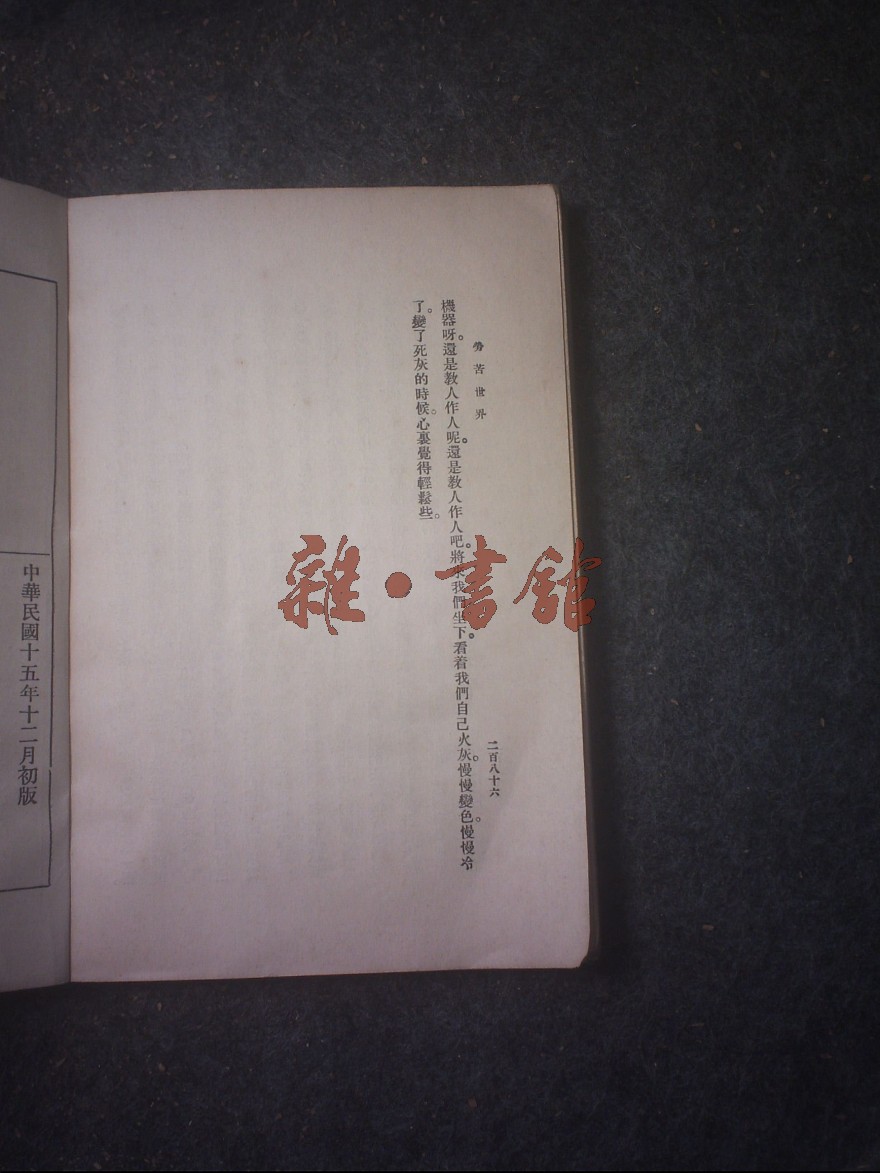 勞苦世界
二百八十六
機器呀。還是教人作人呢。還是教人作人吧。將來我們坐下。看着我們自己火灰。慢慢變色。慢慢冷
了。變了死灰的時候。心裏覺得輕鬆些。
雜·書館
中華民國十五年十二月初版